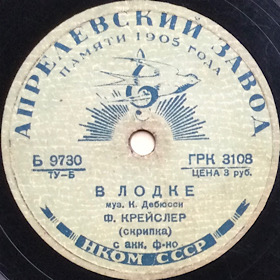 АПРЕЛЕВСКИЙ ЗАВОД
ПАМЯТИ 1905 ГОДА
Б 9730
ТУ-Б
ГРК 3108
ЦЕНА 3 руб.
В ЛОДКЕ
муз. К. Дебюсси
Ф. КРЕЙСЛЕР
(скрипка)
с акк. ф-но
НКОМ СССР